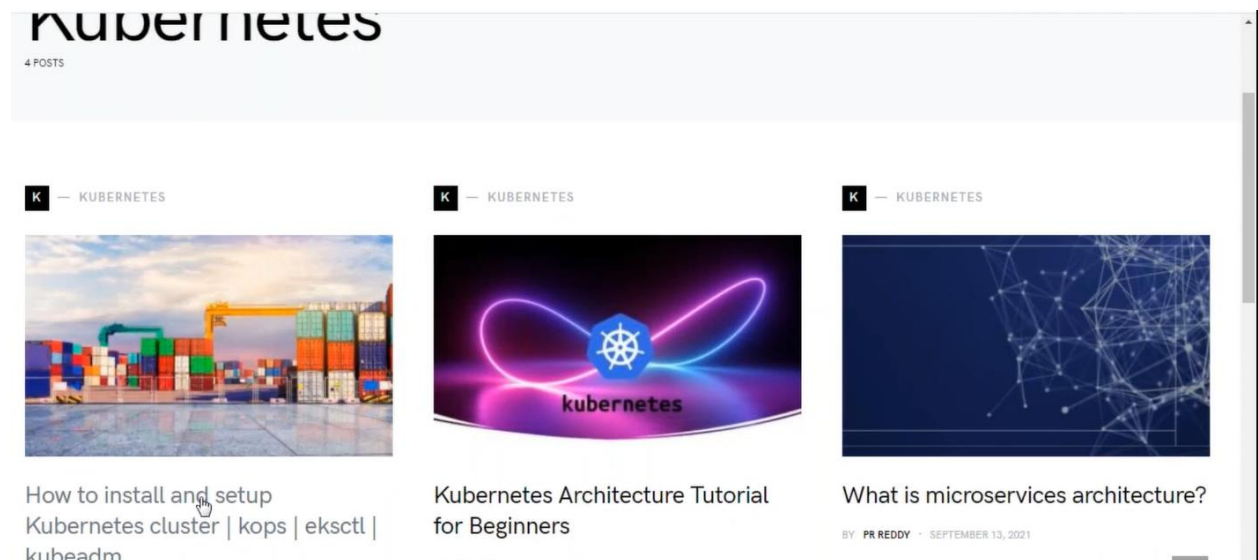 Kubernetes
4 POSTS
K — KUBERNETES
How to install and setup
Kubernetes cluster | kops | eksctl |
kubeadm
K — KUBERNETES
kubernetes
Kubernetes Architecture Tutorial
for Beginners
K — KUBERNETES
What is microservices architecture?
BY PR REDDY · SEPTEMBER 13, 2021